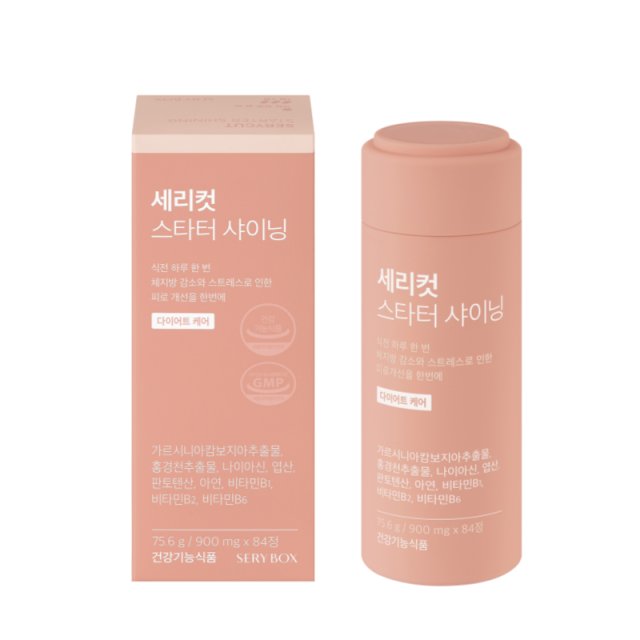 세리컷
스타터 샤이닝
식전 하루 한 번
체지방 감소와 스트레스로 인한
피로 개선을 한번에
다이어트 케어
건강
기능식품
GMP
가르시니아캄보지아추출물,
홍경천추출물, 나이아신, 엽산,
판토텐산, 아연, 비타민B1,
비타민B2, 비타민B6
75.6 g / 900 mg x 84정
건강기능식품 SERY BOX
세리컷
스타터 샤이닝
식전 하루 한 번
체지방 감소와 스트레스로 인한
피로개선을 한번에
다이어트 케어
가르시니아캄보지아추출물,
홍경천추출물, 나이아신, 엽산,
판토텐산, 아연, 비타민B1,
비타민B2, 비타민B6
75.6 g / 900 mg x 84정
건강기능식품